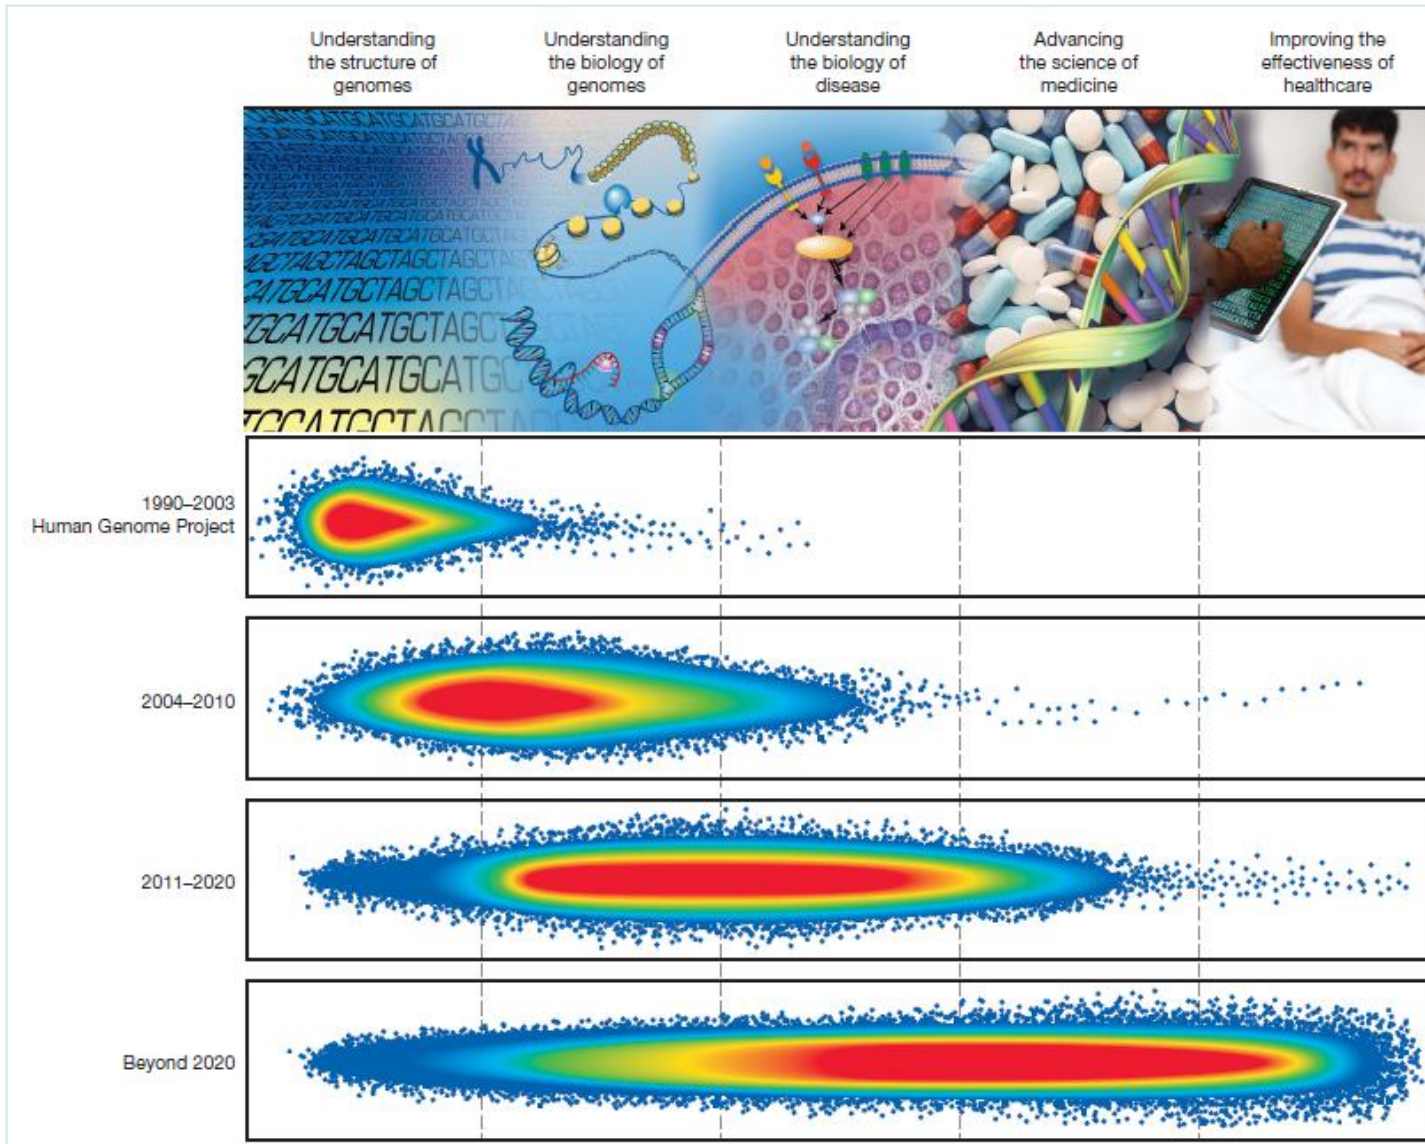 Understanding
the structure of
genomes
Understanding
the biology of
genomes
Understanding
the biology of
disease
Advancing
the science of
medicine
Improving the
effectiveness of
healthcare
1990–2003
Human Genome Project
2004–2010
2011–2020
Beyond 2020